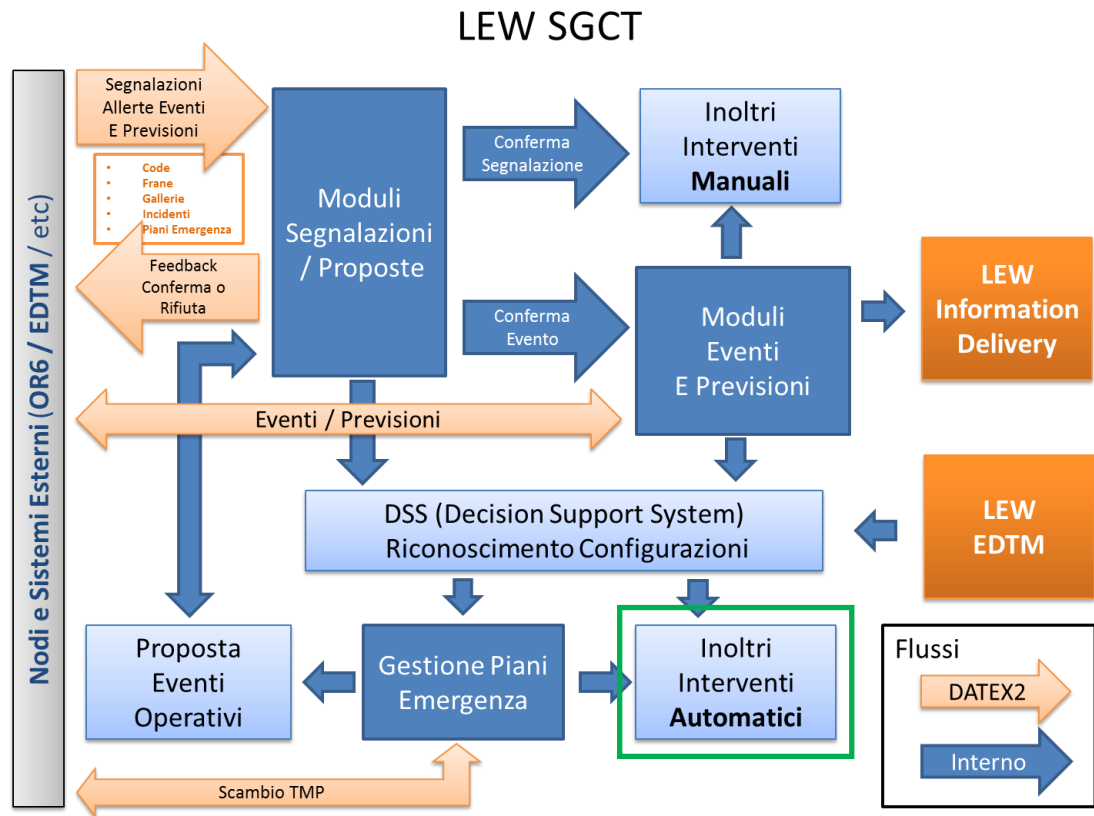 LEW SGCT
Nodi e Sistemi Esterni (OR6 / EDTM / etc)
Segnalazioni
Allerte Eventi
E Previsioni
• Code
• Frane
• Gallerie
• Incidenti
• Piani Emergenza
Feedback
Conferma o
Rifiuta
Moduli
Segnalazioni
/ Proposte
Conferma
Segnalazione
Inoltri
Interventi
Manuali
Conferma
Evento
Moduli
Eventi
E Previsioni
LEW
Information
Delivery
Eventi / Previsioni
DSS (Decision Support System)
Riconoscimento Configurazioni
LEW
EDTM
Proposta
Eventi
Operativi
Gestione Piani
Emergenza
Inoltri
Interventi
Automatici
Flussi
DATEX2
Interno
Scambio TMP